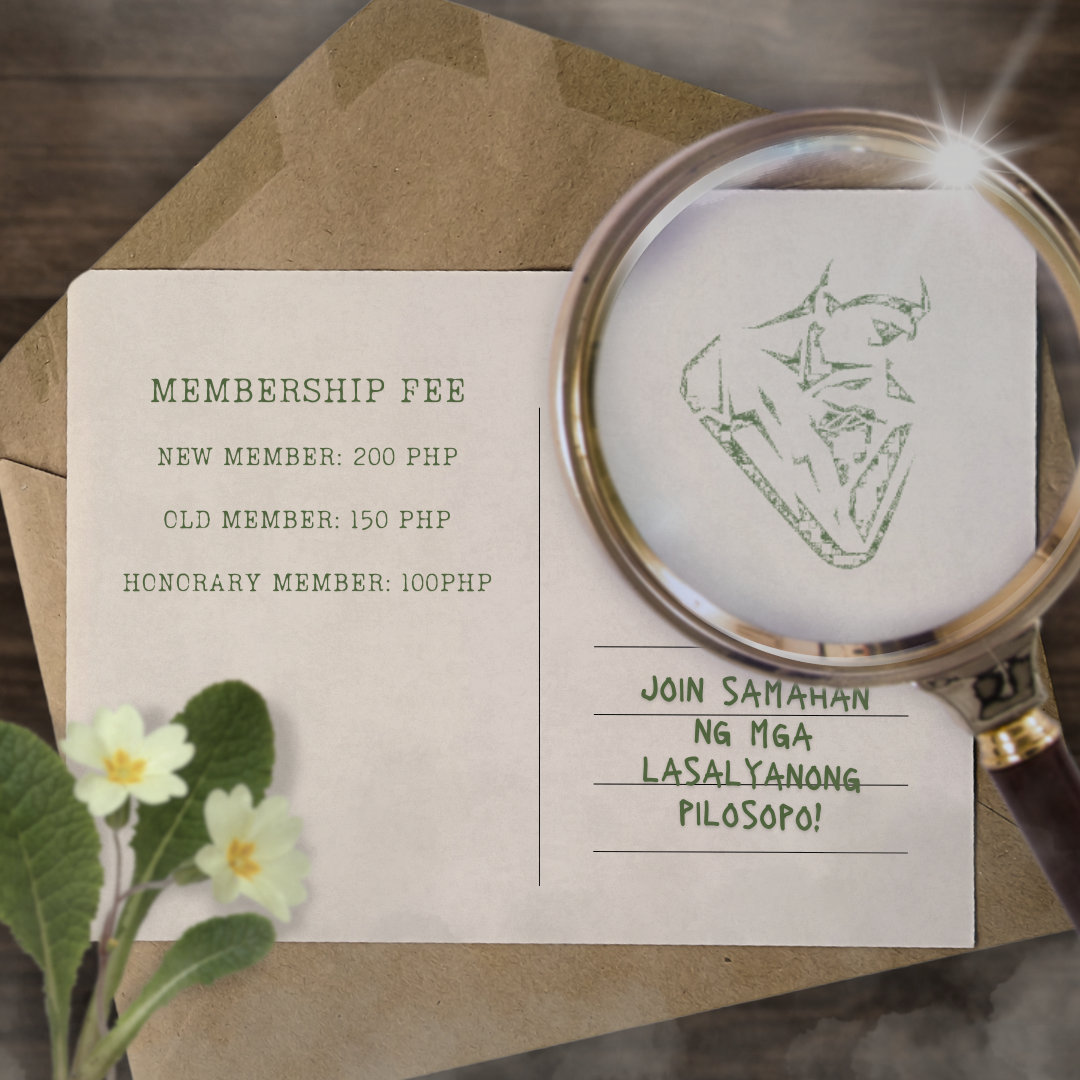 MEMBERSHIP FEE
NEW MEMBER: 200 PHP
OLD MEMBER: 150 PHP
HONORARY MEMBER: 100PHP
JOIN SAMAHAN
NG MGA
LASALYANONG
PILOSOPO!